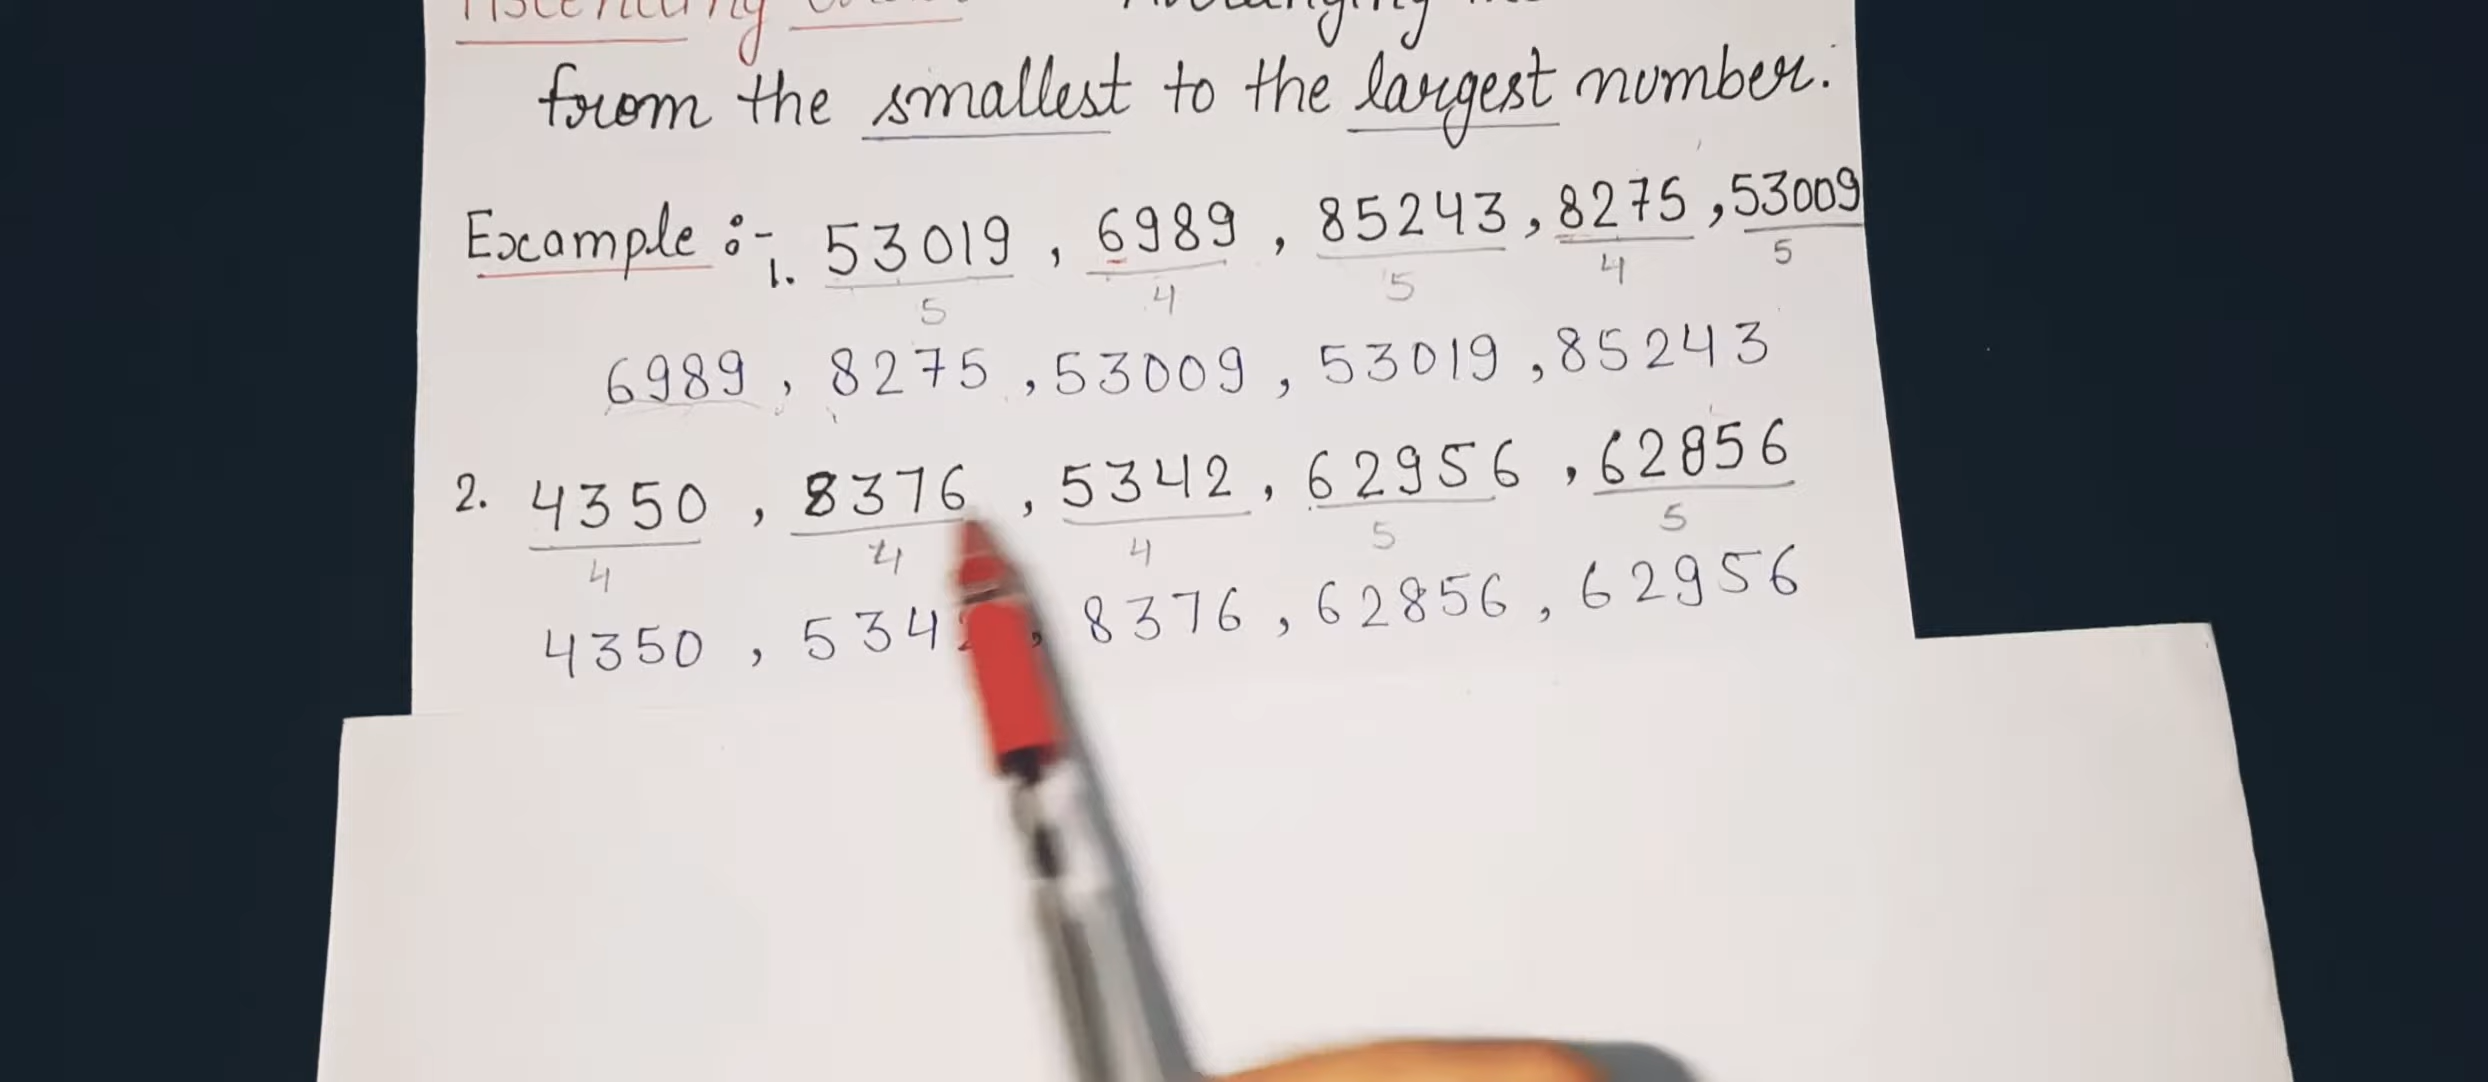 Ascending
from the smallest to the largest number.
Example :- 1. 53019 , 6989 , 85243 , 8275 , 53009
5 4 5 4 5
6989 , 8275 , 53009 , 53019 , 85243
2. 4350 , 8376 , 5342 , 62956 , 62856
4 4 4 5 5
4350 , 534 , 8376 , 62856 , 62956